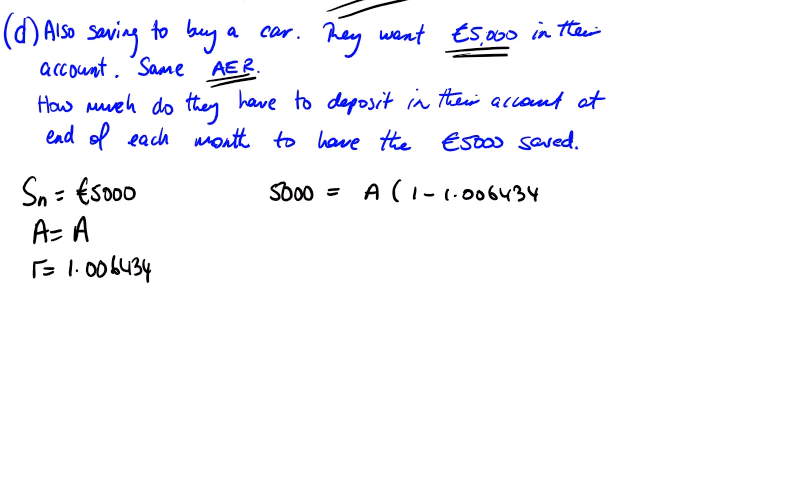 (d) Also saving to buy a car. They want €5,000 in their
account. Same AER.
How much do they have to deposit in their account at
end of each month to have the €5000 saved.
Sn = €5000
5000 = A ( 1 - 1.006434
A = A
r = 1.006434